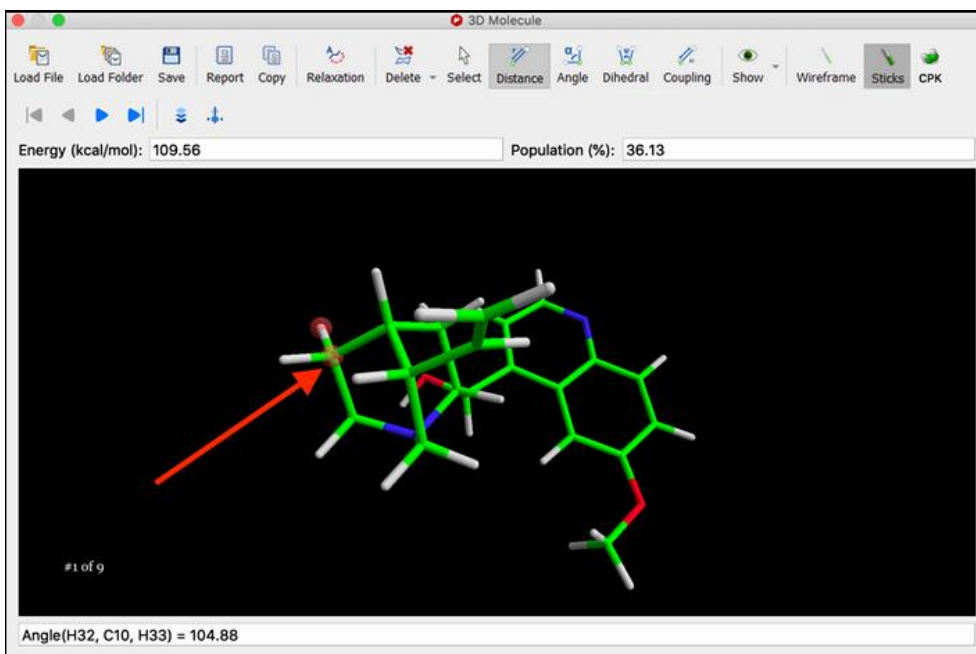 3D Molecule
Load File Load Folder Save Report Copy Relaxation Delete Select Distance Angle Dihedral Coupling Show Wireframe Sticks CPK
Energy (kcal/mol): 109.56 Population (%): 36.13
#1 of 9
Angle(H32, C10, H33) = 104.88